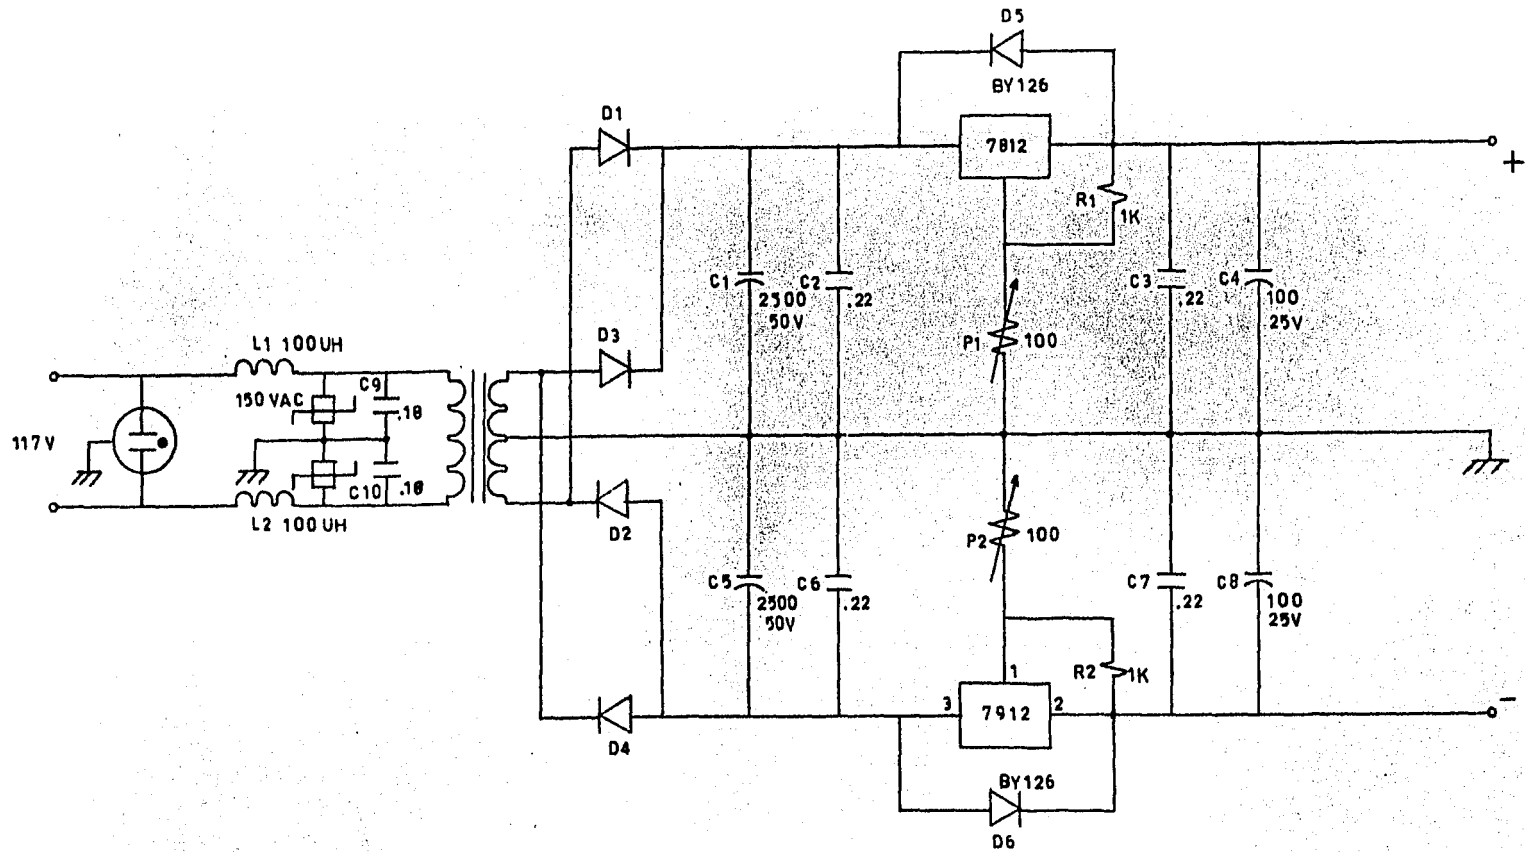 D5
BY126
D1
7812
+
R1
1K
C1
2500
50V
C2
.22
C3
.22
C4
100
25V
P1
100
D3
L1 100UH
150 VAC
C9
.18
117V
C10
.18
L2 100UH
D2
P2
100
C5
2500
50V
C6
.22
C7
.22
C8
100
25V
R2
1K
1
3
7912
2
-
D4
BY126
D6